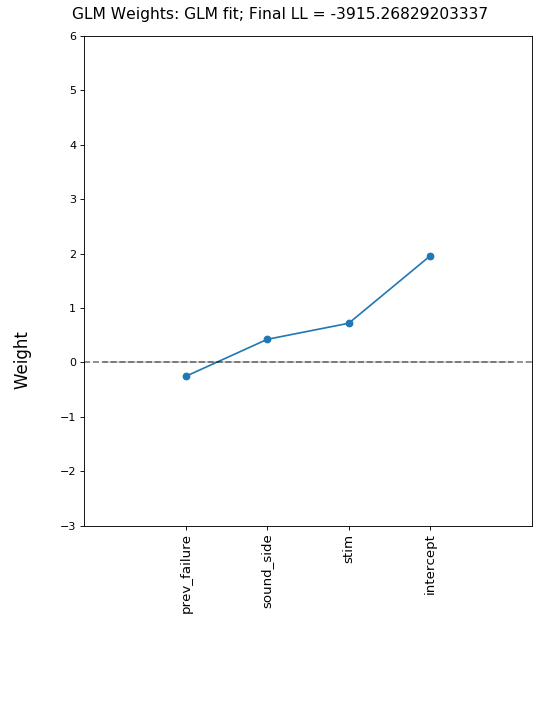 GLM Weights: GLM fit; Final LL = -3915.26829203337
6
5
4
3
2
1
0
−1
−2
−3
Weight
prev_failure
sound_side
stim
intercept